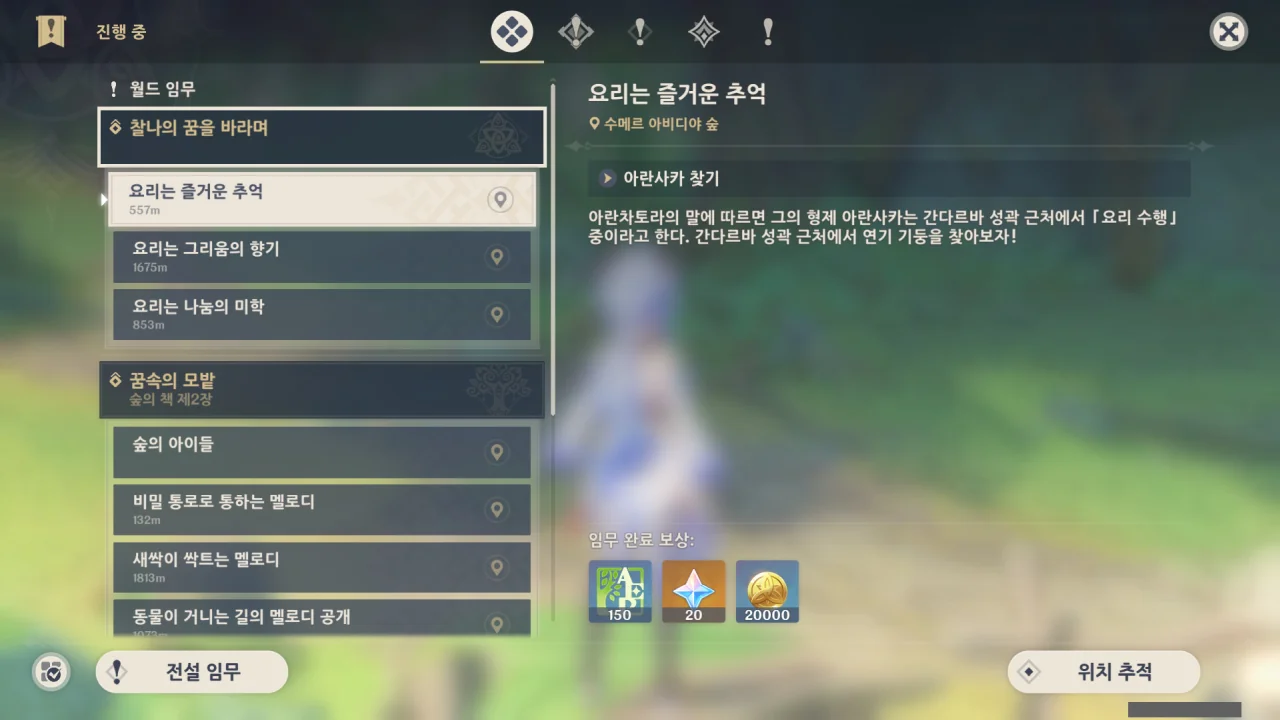 진행 중
월드 임무
찰나의 꿈을 바라며
요리는 즐거운 추억
557m
요리는 그리움의 향기
1675m
요리는 나눔의 미학
853m
꿈속의 모밭
숲의 책 제2장
숲의 아이들
비밀 통로로 통하는 멜로디
132m
새싹이 싹트는 멜로디
1813m
동물이 거니는 길의 멜로디 공개
전설 임무
요리는 즐거운 추억
수메르 아비디야 숲
아란사카 찾기
아란차토라의 말에 따르면 그의 형제 아란사카는 간다르바 성곽 근처에서 「요리 수행」
중이라고 한다. 간다르바 성곽 근처에서 연기 기둥을 찾아보자!
임무 완료 보상:
150
20
20000
위치 추적